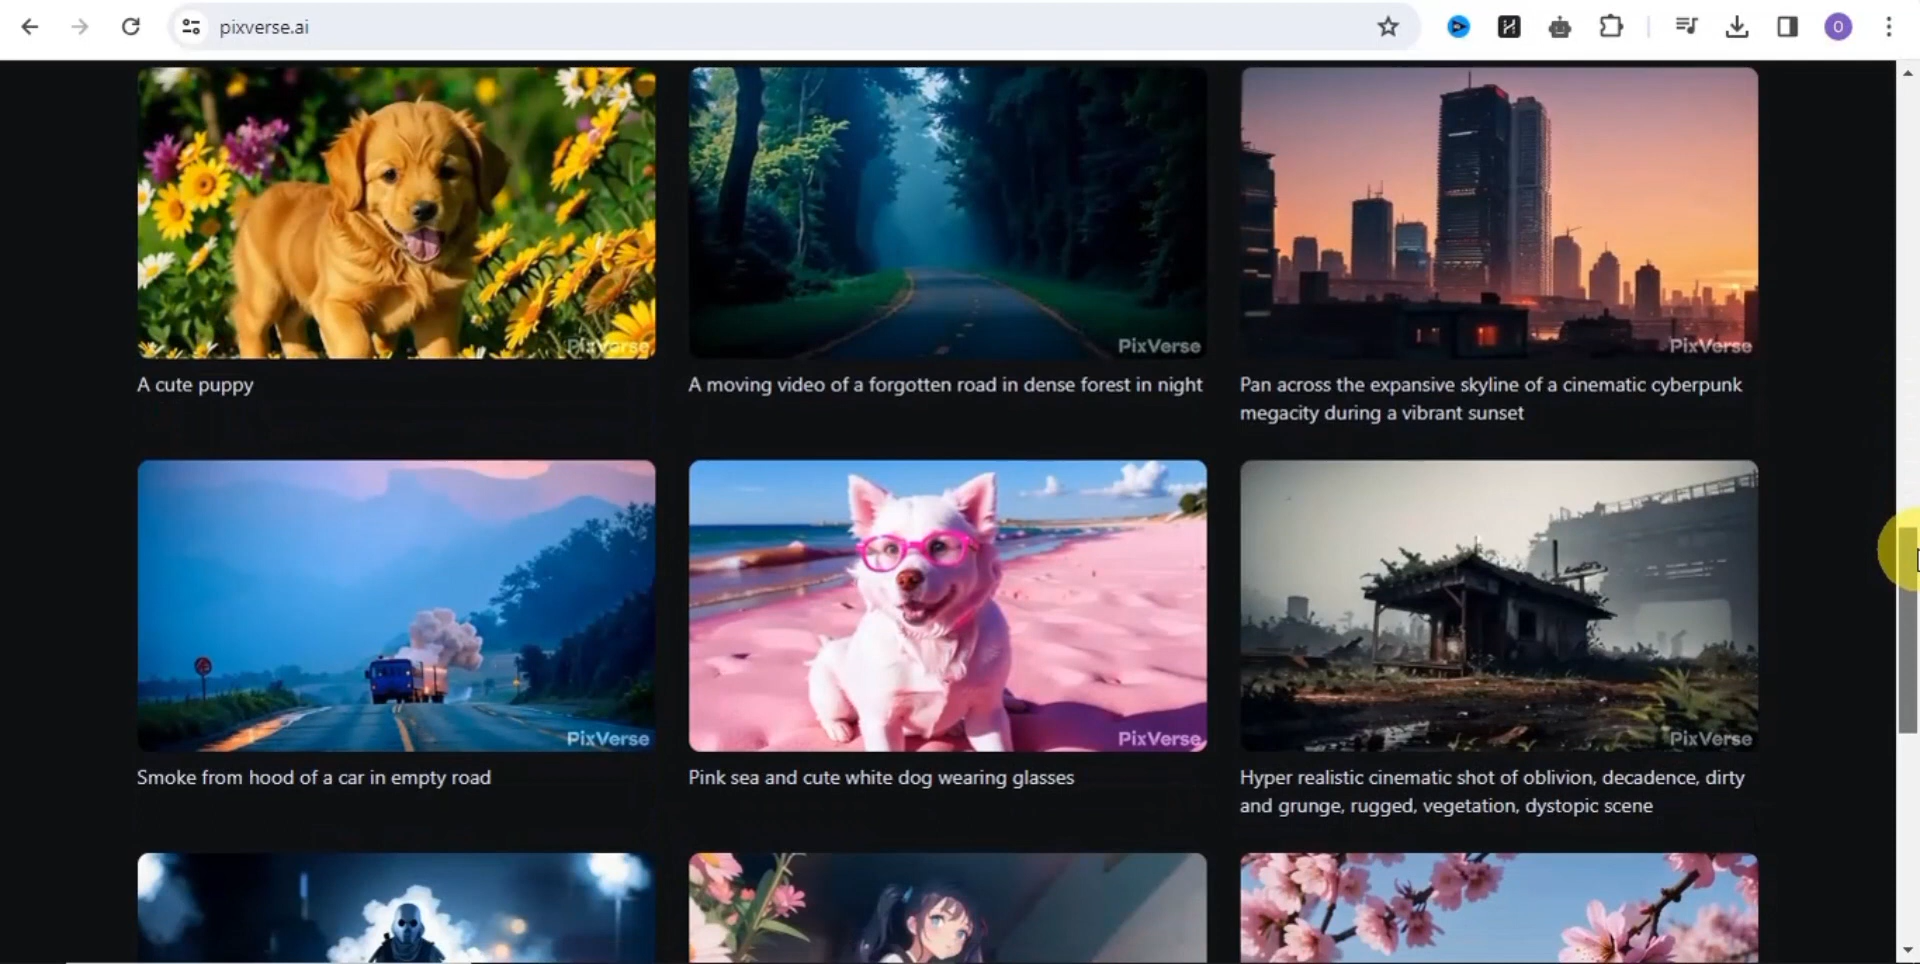 pixverse.ai
O
PixVerse
PixVerse
PixVerse
A cute puppy
A moving video of a forgotten road in dense forest in night
Pan across the expansive skyline of a cinematic cyberpunk
megacity during a vibrant sunset
PixVerse
PixVerse
PixVerse
Smoke from hood of a car in empty road
Pink sea and cute white dog wearing glasses
Hyper realistic cinematic shot of oblivion, decadence, dirty
and grunge, rugged, vegetation, dystopic scene